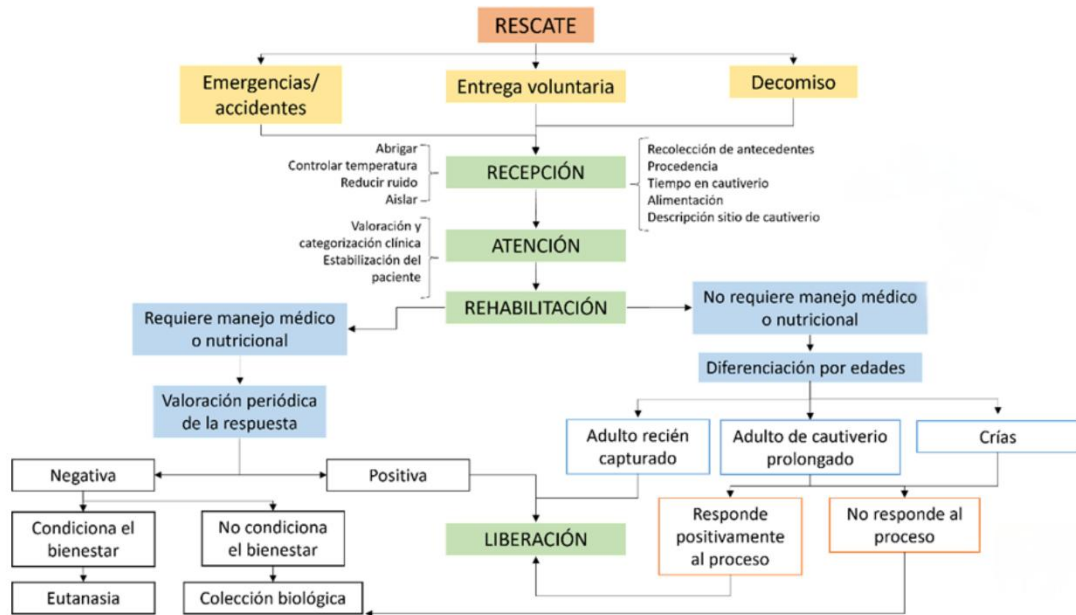 RESCATE
Emergencias/
accidentes
Entrega voluntaria
Decomiso
Abrigar
Controlar temperatura
Reducir ruido
Aislar
RECEPCIÓN
Recolección de antecedentes
Procedencia
Tiempo en cautiverio
Alimentación
Descripción sitio de cautiverio
Valoración y
categorización clínica
Estabilización del
paciente
ATENCIÓN
REHABILITACIÓN
Requiere manejo médico
o nutricional
No requiere manejo médico
o nutricional
Diferenciación por edades
Valoración periódica
de la respuesta
Adulto recién
capturado
Adulto de cautiverio
prolongado
Crías
Negativa
Positiva
Condiciona el
bienestar
No condiciona
el bienestar
LIBERACIÓN
Responde
positivamente
al proceso
No responde al
proceso
Eutanasia
Colección biológica